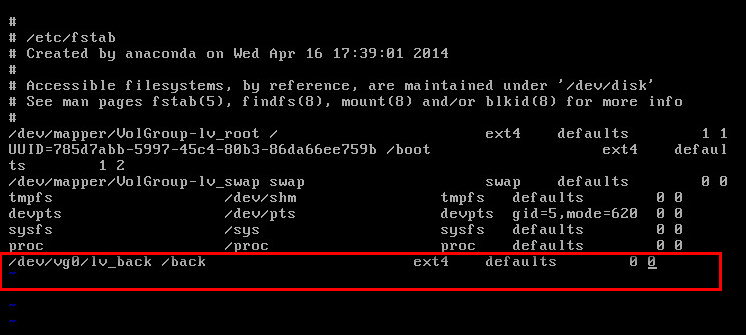 #
# /etc/fstab
# Created by anaconda on Wed Apr 16 17:39:01 2014
#
# Accessible filesystems, by reference, are maintained under '/dev/disk'
# See man pages fstab(5), findfs(8), mount(8) and/or blkid(8) for more info
#
/dev/mapper/VolGroup-lv_root / ext4 defaults 1 1
UUID=785d7abb-5997-45c4-80b3-86da66ee759b /boot ext4 defaul
ts 1 2
/dev/mapper/VolGroup-lv_swap swap swap defaults 0 0
tmpfs /dev/shm tmpfs defaults 0 0
devpts /dev/pts devpts gid=5,mode=620 0 0
sysfs /sys sysfs defaults 0 0
proc /proc proc defaults 0 0
/dev/vg0/lv_back /back ext4 defaults 0 0
~
~
~